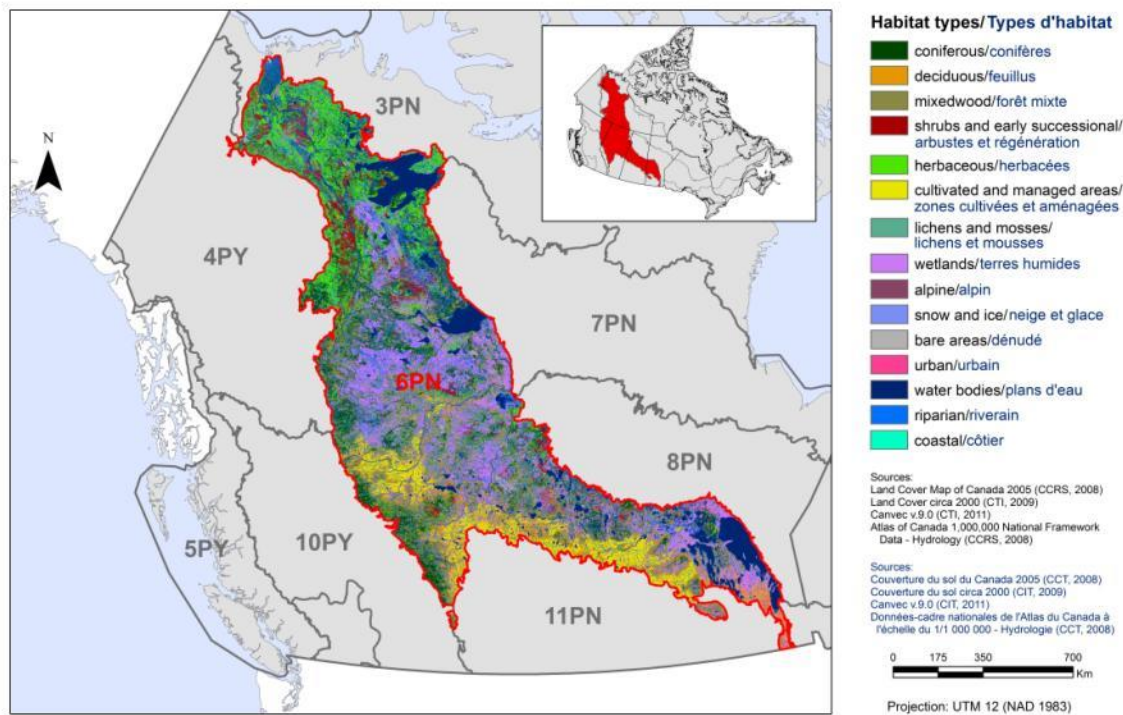 N
3PN
4PY
7PN
6PN
8PN
5PY
10PY
11PN
Habitat types/Types d'habitat
coniferous/conifères
deciduous/feuillus
mixedwood/forêt mixte
shrubs and early successional/
arbustes et régénération
herbaceous/herbacées
cultivated and managed areas/
zones cultivées et aménagées
lichens and mosses/
lichens et mousses
wetlands/terres humides
alpine/alpin
snow and ice/neige et glace
bare areas/dénudé
urban/urbain
water bodies/plans d'eau
riparian/riverain
coastal/côtier
Sources:
Land Cover Map of Canada 2005 (CCRS, 2008)
Land Cover circa 2000 (CTI, 2009)
Canvec v.9.0 (CTI, 2011)
Atlas of Canada 1,000,000 National Framework
Data - Hydrology (CCRS, 2008)
Sources:
Couverture du sol du Canada 2005 (CCT, 2008)
Couverture du sol circa 2000 (CIT, 2009)
Canvec v.9.0 (CIT, 2011)
Données-cadre nationales de l'Atlas du Canada à
l'échelle du 1/1 000 000 - Hydrologie (CCT, 2008)
0 175 350 700
Km
Projection: UTM 12 (NAD 1983)